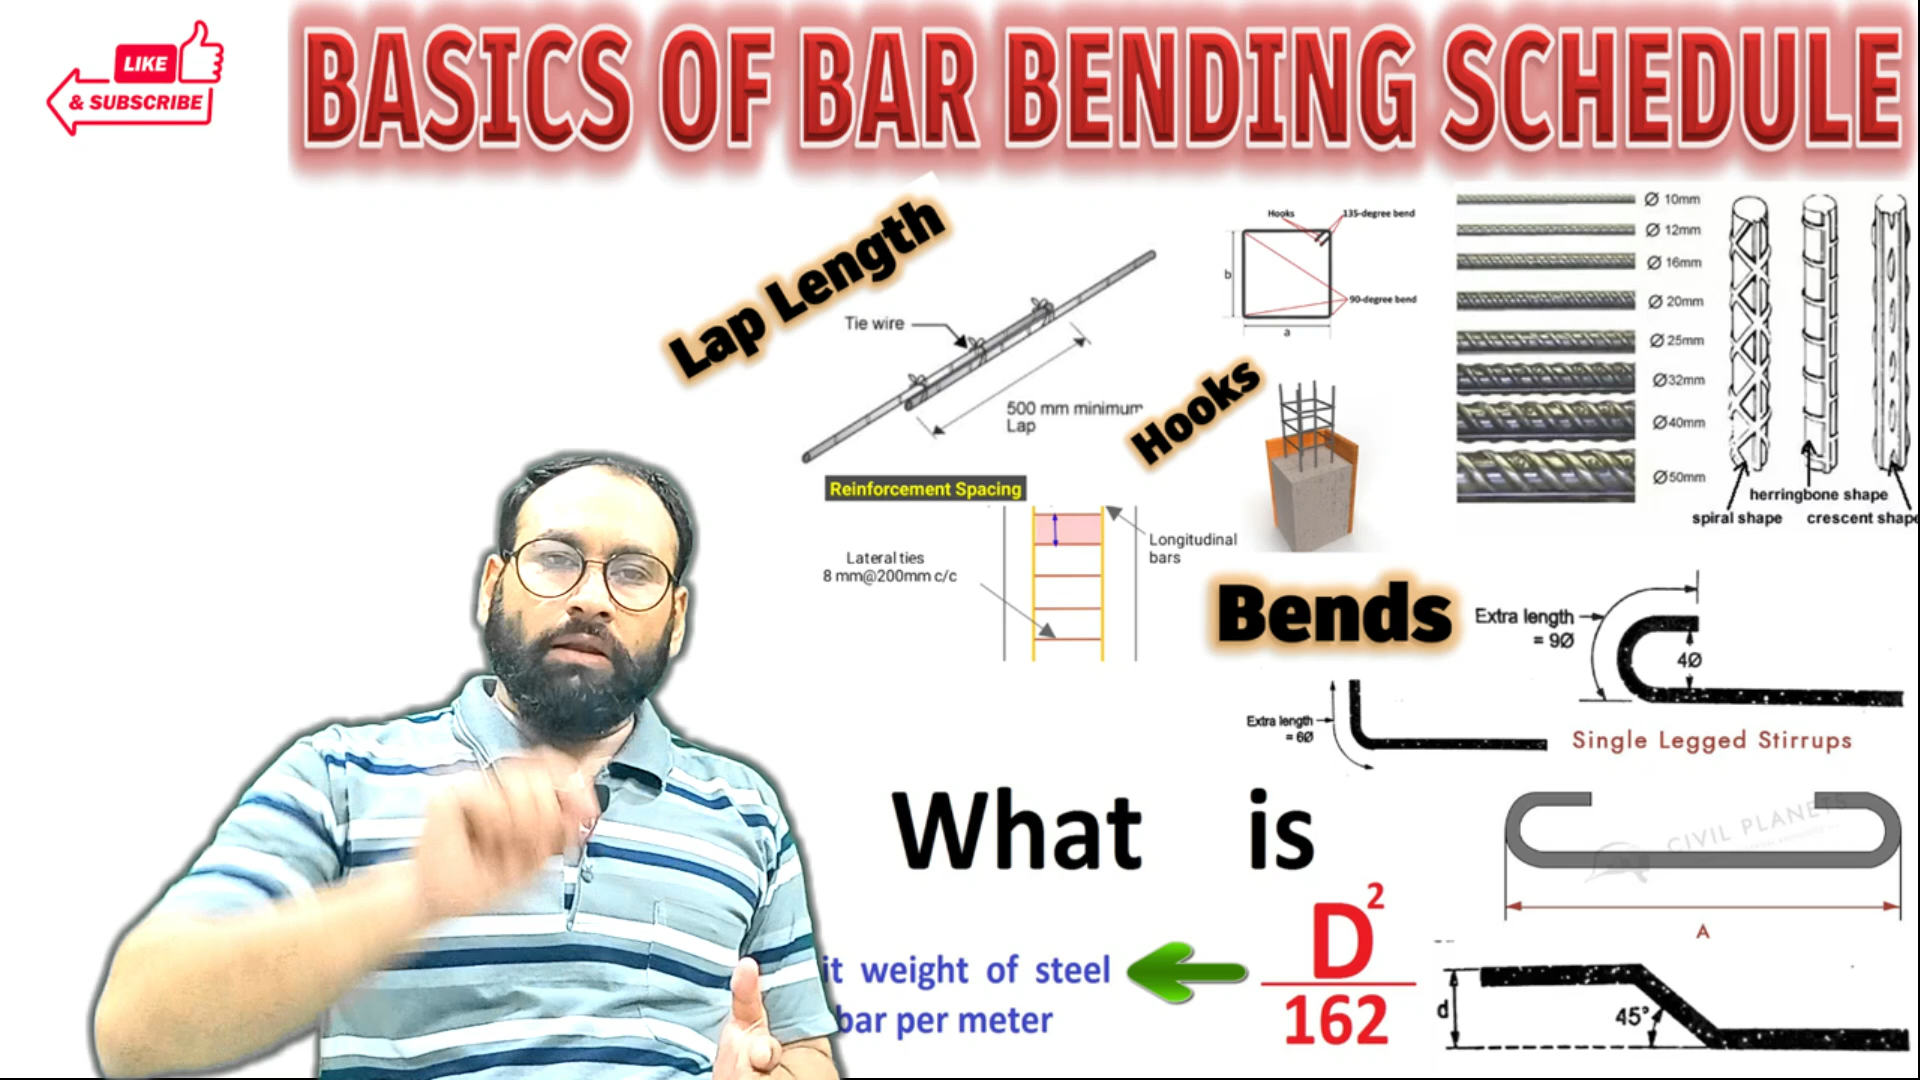 LIKE
& SUBSCRIBE
BASICS OF BAR BENDING SCHEDULE
Lap Length
Tie wire
500 mm minimum
Lap
Hooks
135-degree bend
b
90-degree bend
a
Hooks
Ø 10mm
Ø 12mm
Ø 16mm
Ø 20mm
Ø 25mm
Ø32mm
Ø40mm
Ø50mm
herringbone shape
spiral shape
crescent shape
Reinforcement Spacing
Lateral ties
8 mm@200mm c/c
Longitudinal
bars
Bends
Extra length
= 9Ø
4Ø
Extra length
= 6Ø
Single Legged Stirrups
CIVIL PLANETS
A
What is
D²
162
it weight of steel
bar per meter
d
45°